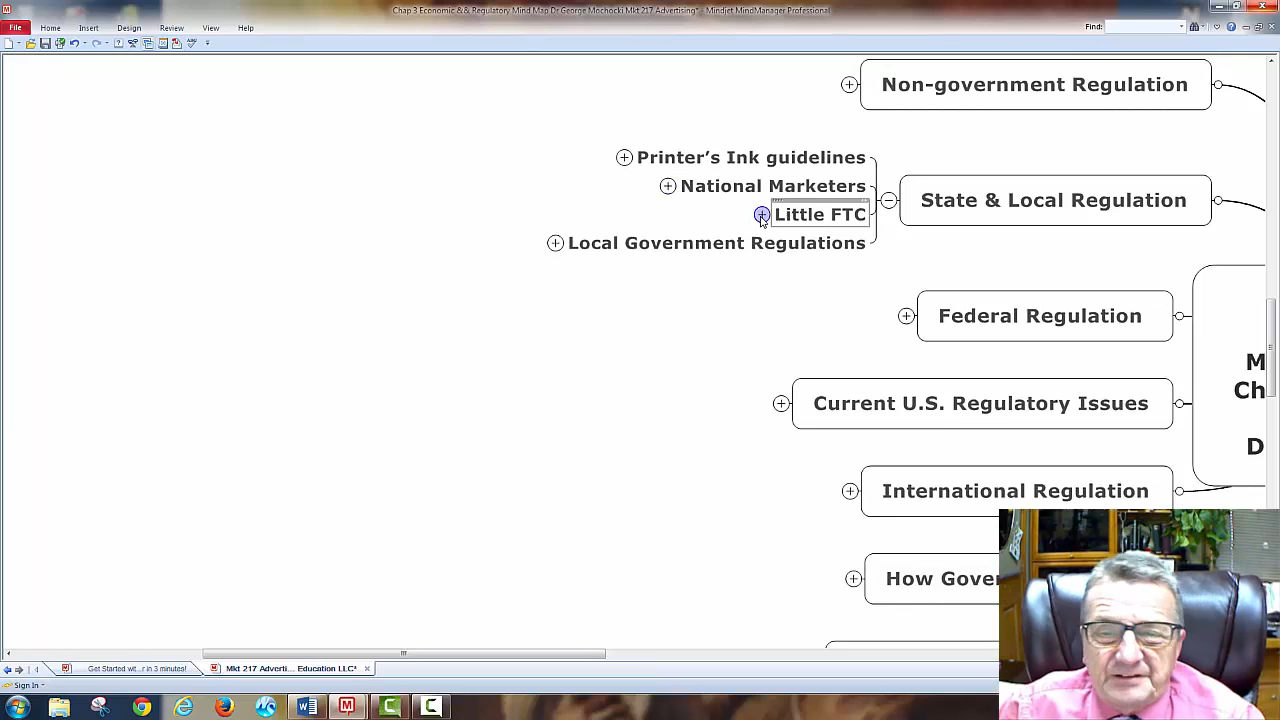 Chap 3 Economic & & Regulatory Mind Map Dr George Mochocki Mkt 217 Advertising* - Mindjet MindManager Professional
File Home Insert Design Review View Help Find:
Non-government Regulation
Printer's Ink guidelines
National Marketers
State & Local Regulation
Little FTC
Local Government Regulations
Federal Regulation
M
Ch
Current U.S. Regulatory Issues
D
International Regulation
How Gover
Get Started wit...r in 3 minutes!
Mkt 217 Adverti... Education LLC*
Sign In